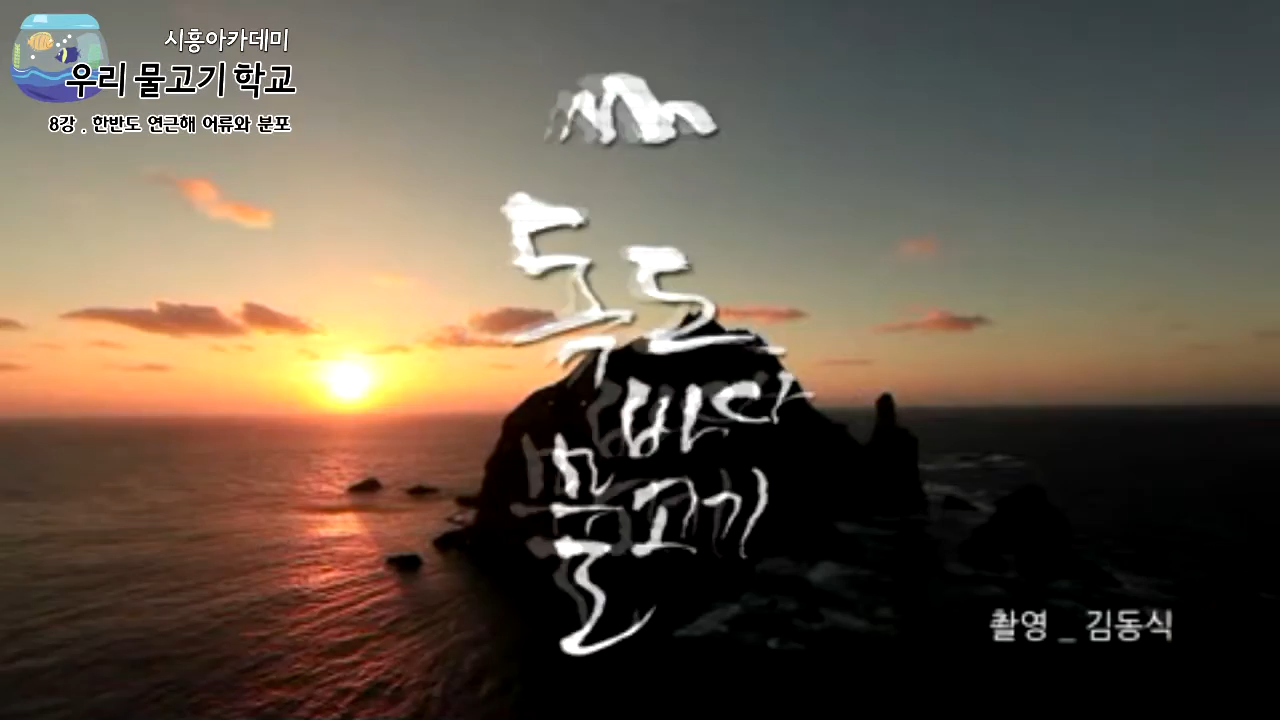 시흥아카데미
우리 물고기 학교
8강 . 한반도 연근해 어류와 분포
독도
바다
물고기
촬영 _ 김동식